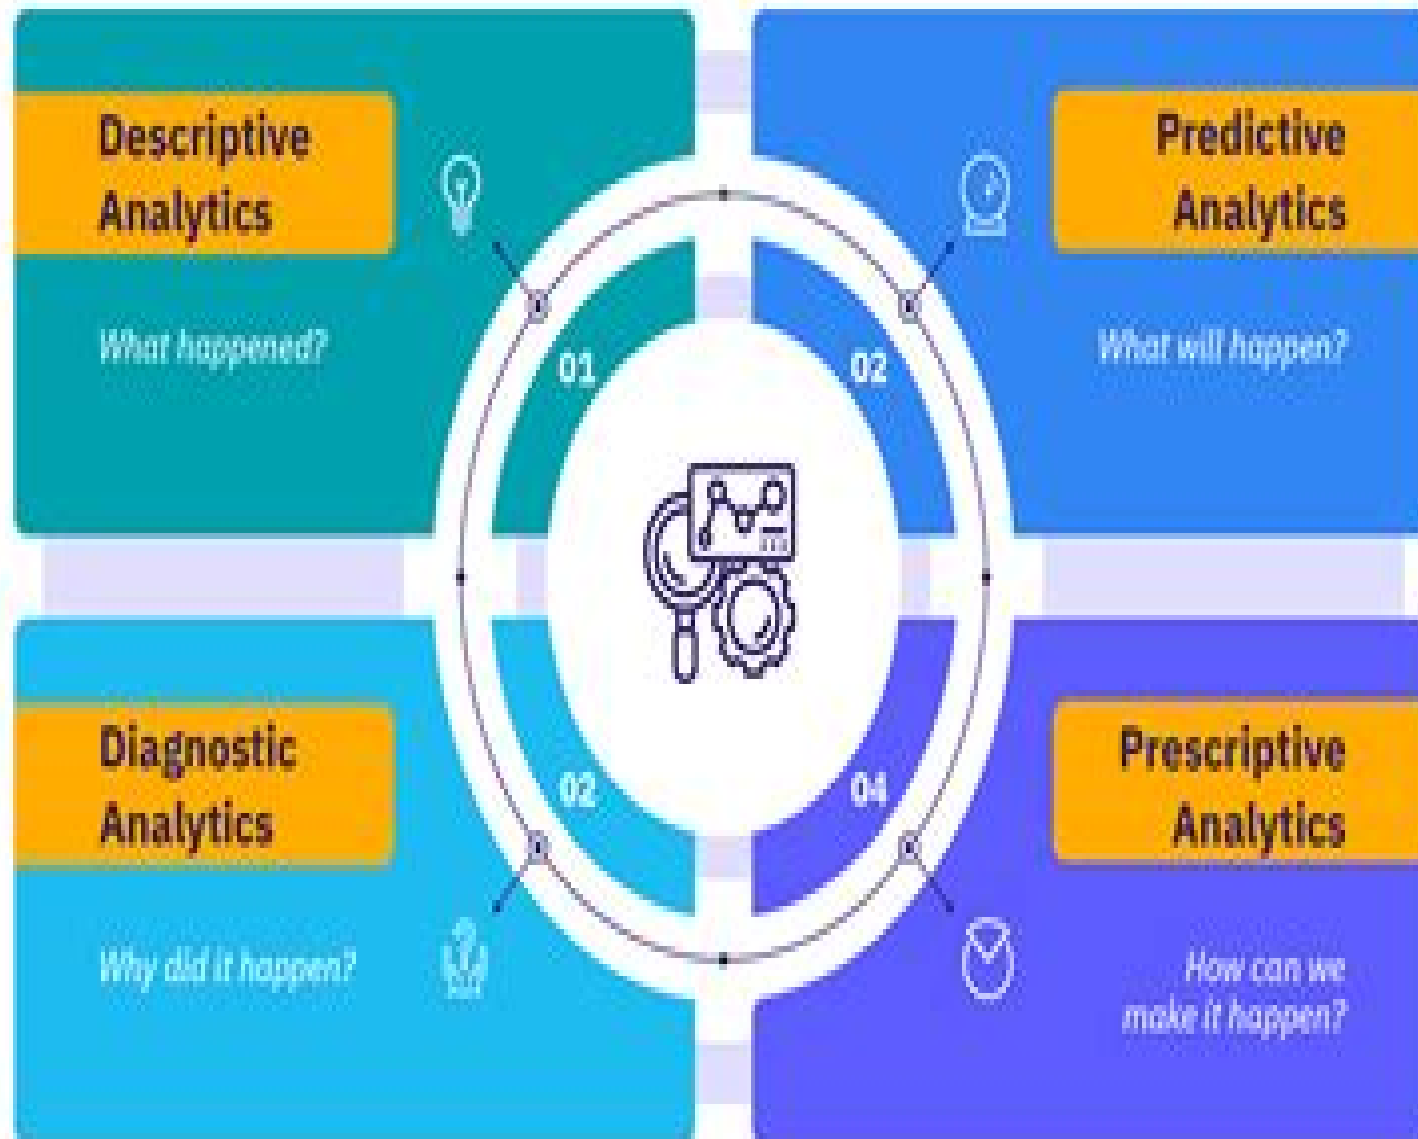 Descriptive
Analytics
What happened?
01
Predictive
Analytics
What will happen?
02
Diagnostic
Analytics
Why did it happen?
02
Prescriptive
Analytics
How can we
make it happen?
04